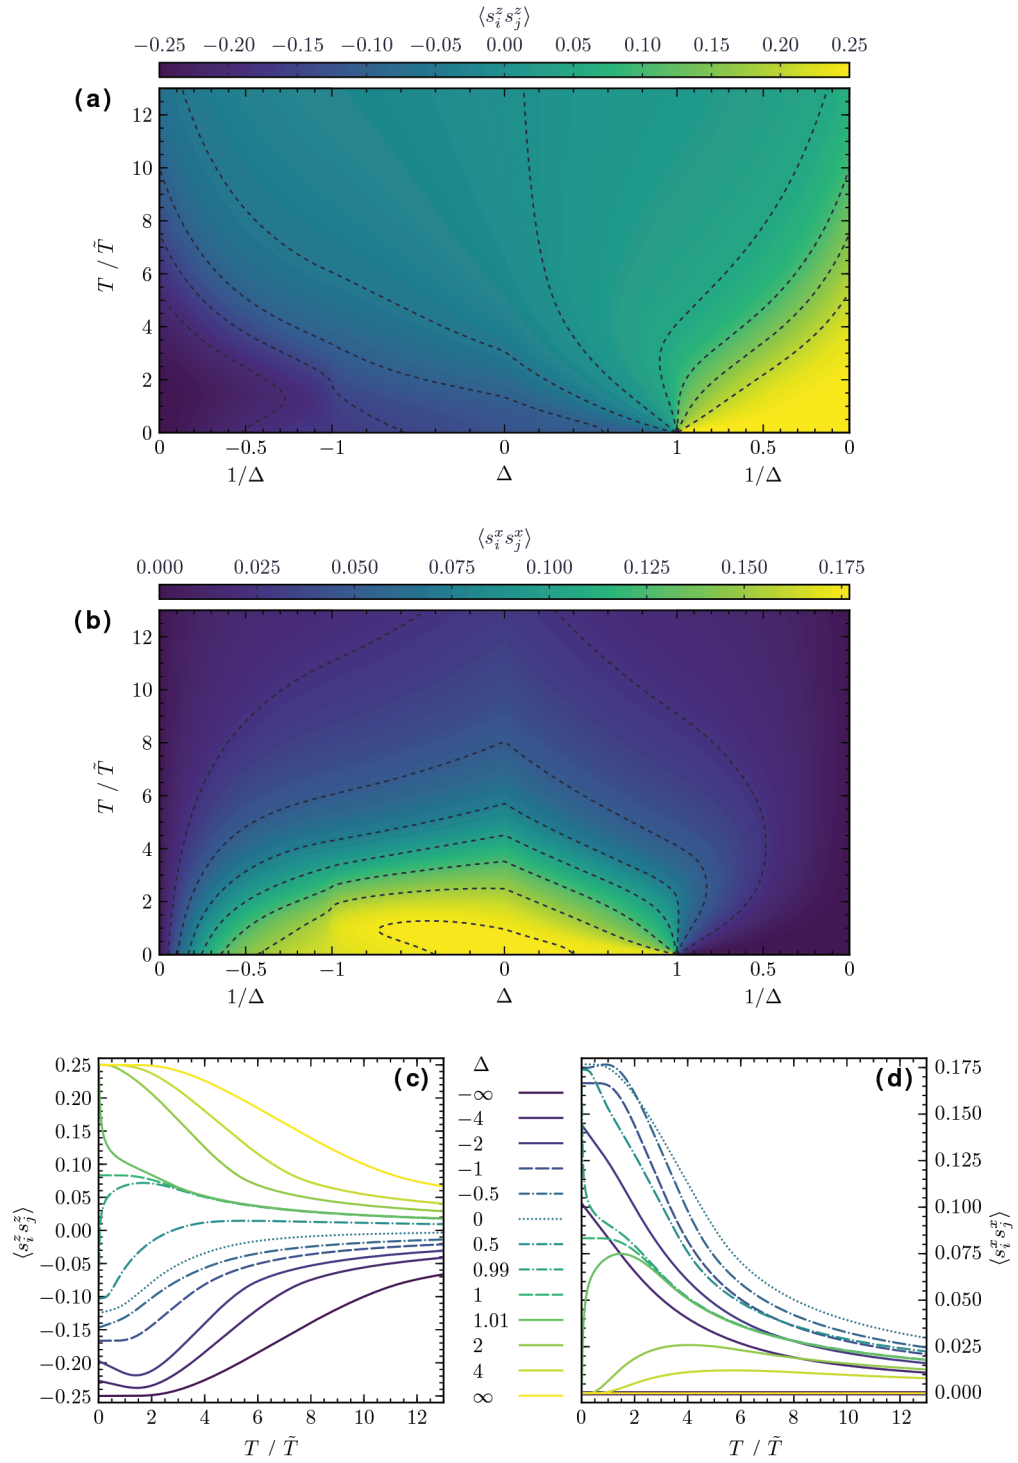 ⟨s_i^z s_j^z⟩
−0.25 −0.20 −0.15 −0.10 −0.05 0.00 0.05 0.10 0.15 0.20 0.25
(a)
12
10
8
6
4
2
0
T / T̃
0 −0.5 −1 0 1 0.5 0
1/Δ Δ 1/Δ
⟨s_i^x s_j^x⟩
0.000 0.025 0.050 0.075 0.100 0.125 0.150 0.175
(b)
12
10
8
6
4
2
0
T / T̃
0 −0.5 −1 0 1 0.5 0
1/Δ Δ 1/Δ
(c)
0.25
0.20
0.15
0.10
0.05
0.00
−0.05
−0.10
−0.15
−0.20
−0.25
⟨s_i^z s_j^z⟩
0 2 4 6 8 10 12
T / T̃
Δ
−∞
−4
−2
−1
−0.5
0
0.5
0.99
1
1.01
2
4
∞
(d)
0.175
0.150
0.125
0.100
0.075
0.050
0.025
0.000
⟨s_i^x s_j^x⟩
0 2 4 6 8 10 12
T / T̃